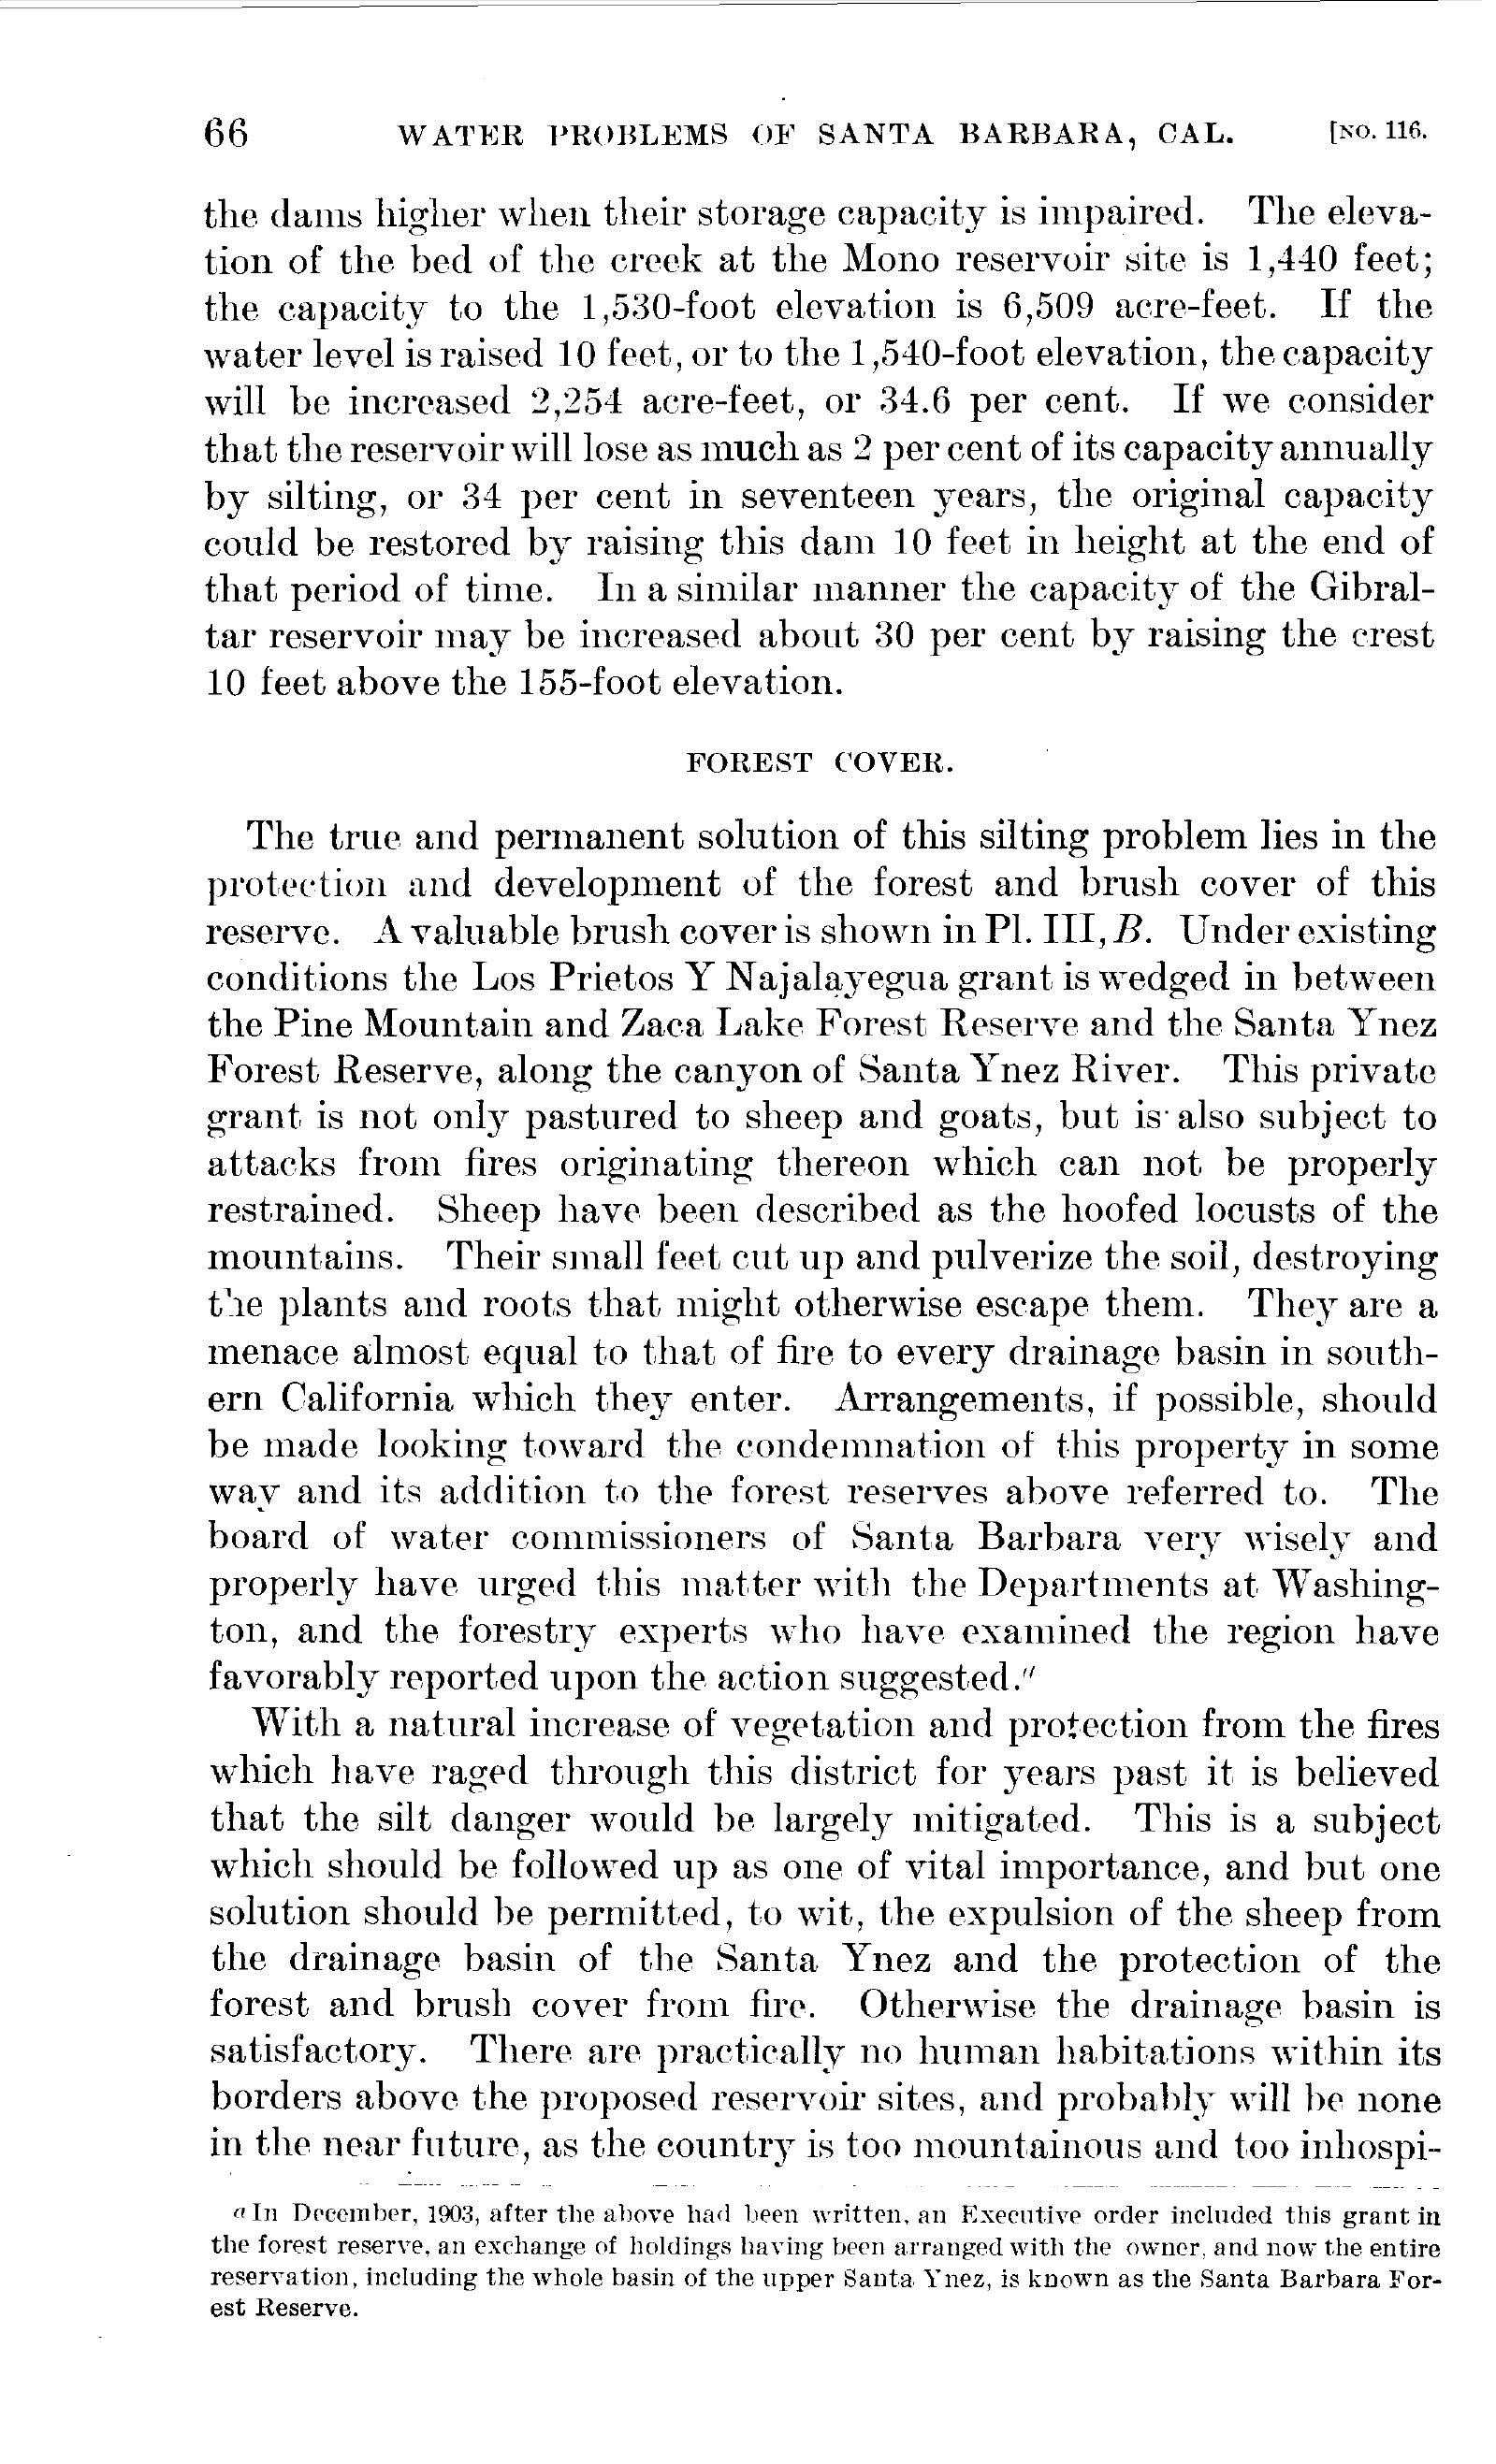 66 WATER PROBLEMS OF SANTA BARBARA, CAL. [NO. 116.
the dams higher when their storage capacity is impaired. The eleva-
tion of the bed of the creek at the Mono reservoir site is 1,440 feet;
the capacity to the 1,530-foot elevation is 6,509 acre-feet. If the
water level is raised 10 feet, or to the 1,540-foot elevation, the capacity
will be increased 2,254 acre-feet, or 34.6 per cent. If we consider
that the reservoir will lose as much as 2 per cent of its capacity annually
by silting, or 34 per cent in seventeen years, the original capacity
could be restored by raising this dam 10 feet in height at the end of
that period of time. In a similar manner the capacity of the Gibral-
tar reservoir may be increased about 30 per cent by raising the crest
10 feet above the 155-foot elevation.
FOREST COVER.
The true and permanent solution of this silting problem lies in the
protection and development of the forest and brush cover of this
reserve. A valuable brush cover is shown in Pl. III, B. Under existing
conditions the Los Prietos Y Najalayegua grant is wedged in between
the Pine Mountain and Zaca Lake Forest Reserve and the Santa Ynez
Forest Reserve, along the canyon of Santa Ynez River. This private
grant is not only pastured to sheep and goats, but is also subject to
attacks from fires originating thereon which can not be properly
restrained. Sheep have been described as the hoofed locusts of the
mountains. Their small feet cut up and pulverize the soil, destroying
the plants and roots that might otherwise escape them. They are a
menace almost equal to that of fire to every drainage basin in south-
ern California which they enter. Arrangements, if possible, should
be made looking toward the condemnation of this property in some
way and its addition to the forest reserves above referred to. The
board of water commissioners of Santa Barbara very wisely and
properly have urged this matter with the Departments at Washing-
ton, and the forestry experts who have examined the region have
favorably reported upon the action suggested.a
With a natural increase of vegetation and protection from the fires
which have raged through this district for years past it is believed
that the silt danger would be largely mitigated. This is a subject
which should be followed up as one of vital importance, and but one
solution should be permitted, to wit, the expulsion of the sheep from
the drainage basin of the Santa Ynez and the protection of the
forest and brush cover from fire. Otherwise the drainage basin is
satisfactory. There are practically no human habitations within its
borders above the proposed reservoir sites, and probably will be none
in the near future, as the country is too mountainous and too inhospi-
a In December, 1903, after the above had been written, an Executive order included this grant in
the forest reserve, an exchange of holdings having been arranged with the owner, and now the entire
reservation, including the whole basin of the upper Santa Ynez, is known as the Santa Barbara For-
est Reserve.